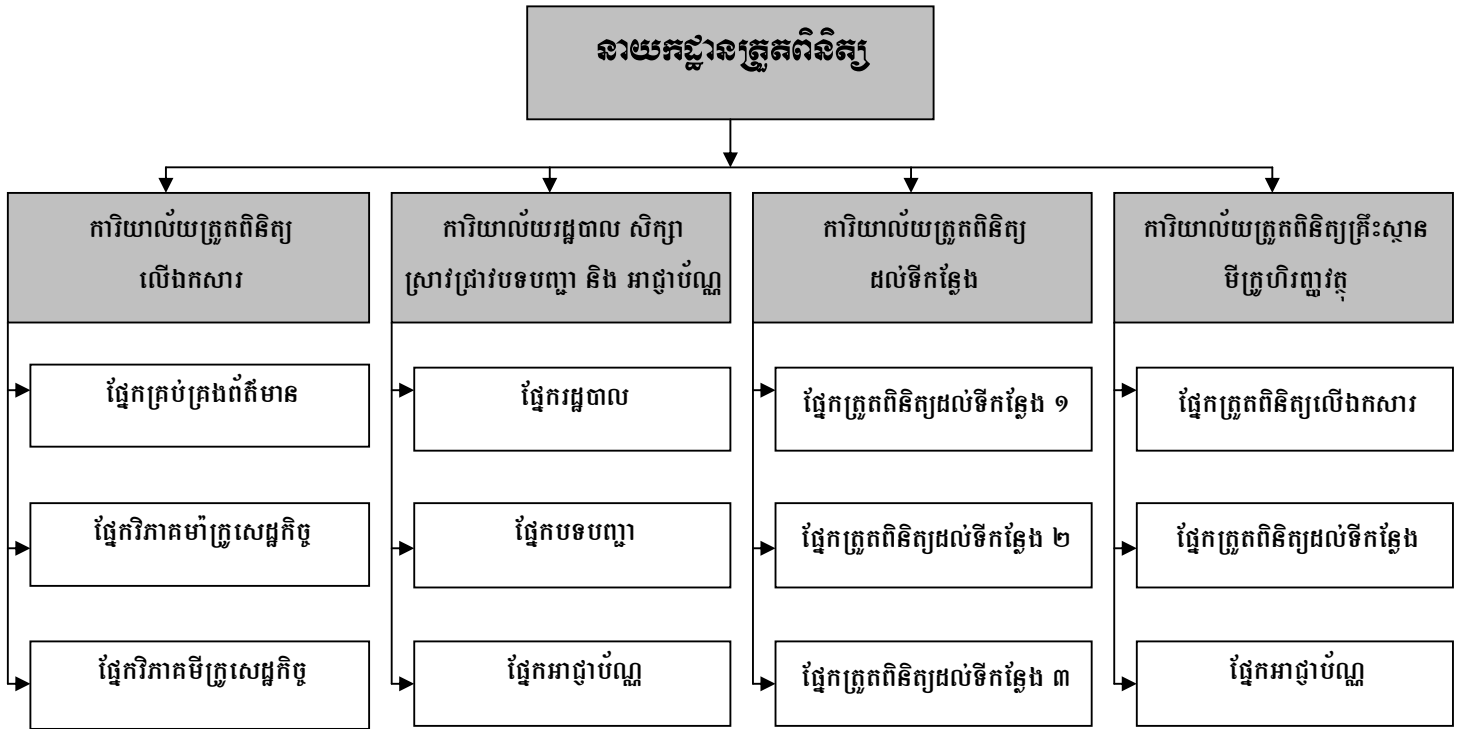 នាយកដ្ឋានត្រួតពិនិត្យ
ការិយាល័យត្រួតពិនិត្យ
លើឯកសារ
ការិយាល័យរដ្ឋបាល សិក្សា
ស្រាវជ្រាវបទបញ្ជា និង អាជ្ញាប័ណ្ណ
ការិយាល័យត្រួតពិនិត្យ
ដល់ទីកន្លែង
ការិយាល័យត្រួតពិនិត្យគ្រឹះស្ថាន
មីក្រូហិរញ្ញវត្ថុ
ផ្នែកគ្រប់គ្រងព័ត៌មាន
ផ្នែករដ្ឋបាល
ផ្នែកត្រួតពិនិត្យដល់ទីកន្លែង ១
ផ្នែកត្រួតពិនិត្យលើឯកសារ
ផ្នែកវិភាគម៉ាក្រូសេដ្ឋកិច្ច
ផ្នែកបទបញ្ជា
ផ្នែកត្រួតពិនិត្យដល់ទីកន្លែង ២
ផ្នែកត្រួតពិនិត្យដល់ទីកន្លែង
ផ្នែកវិភាគមីក្រូសេដ្ឋកិច្ច
ផ្នែកអាជ្ញាប័ណ្ណ
ផ្នែកត្រួតពិនិត្យដល់ទីកន្លែង ៣
ផ្នែកអាជ្ញាប័ណ្ណ